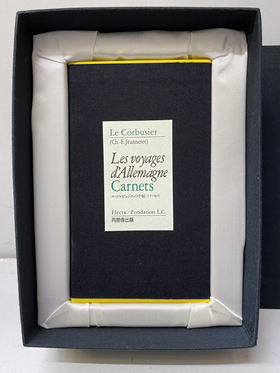 Le Corbusier
(Ch.-E.Jeanneret)
Les voyages
d'Allemagne
Carnets
Electa/Fondation L.C.
同朋舎出版